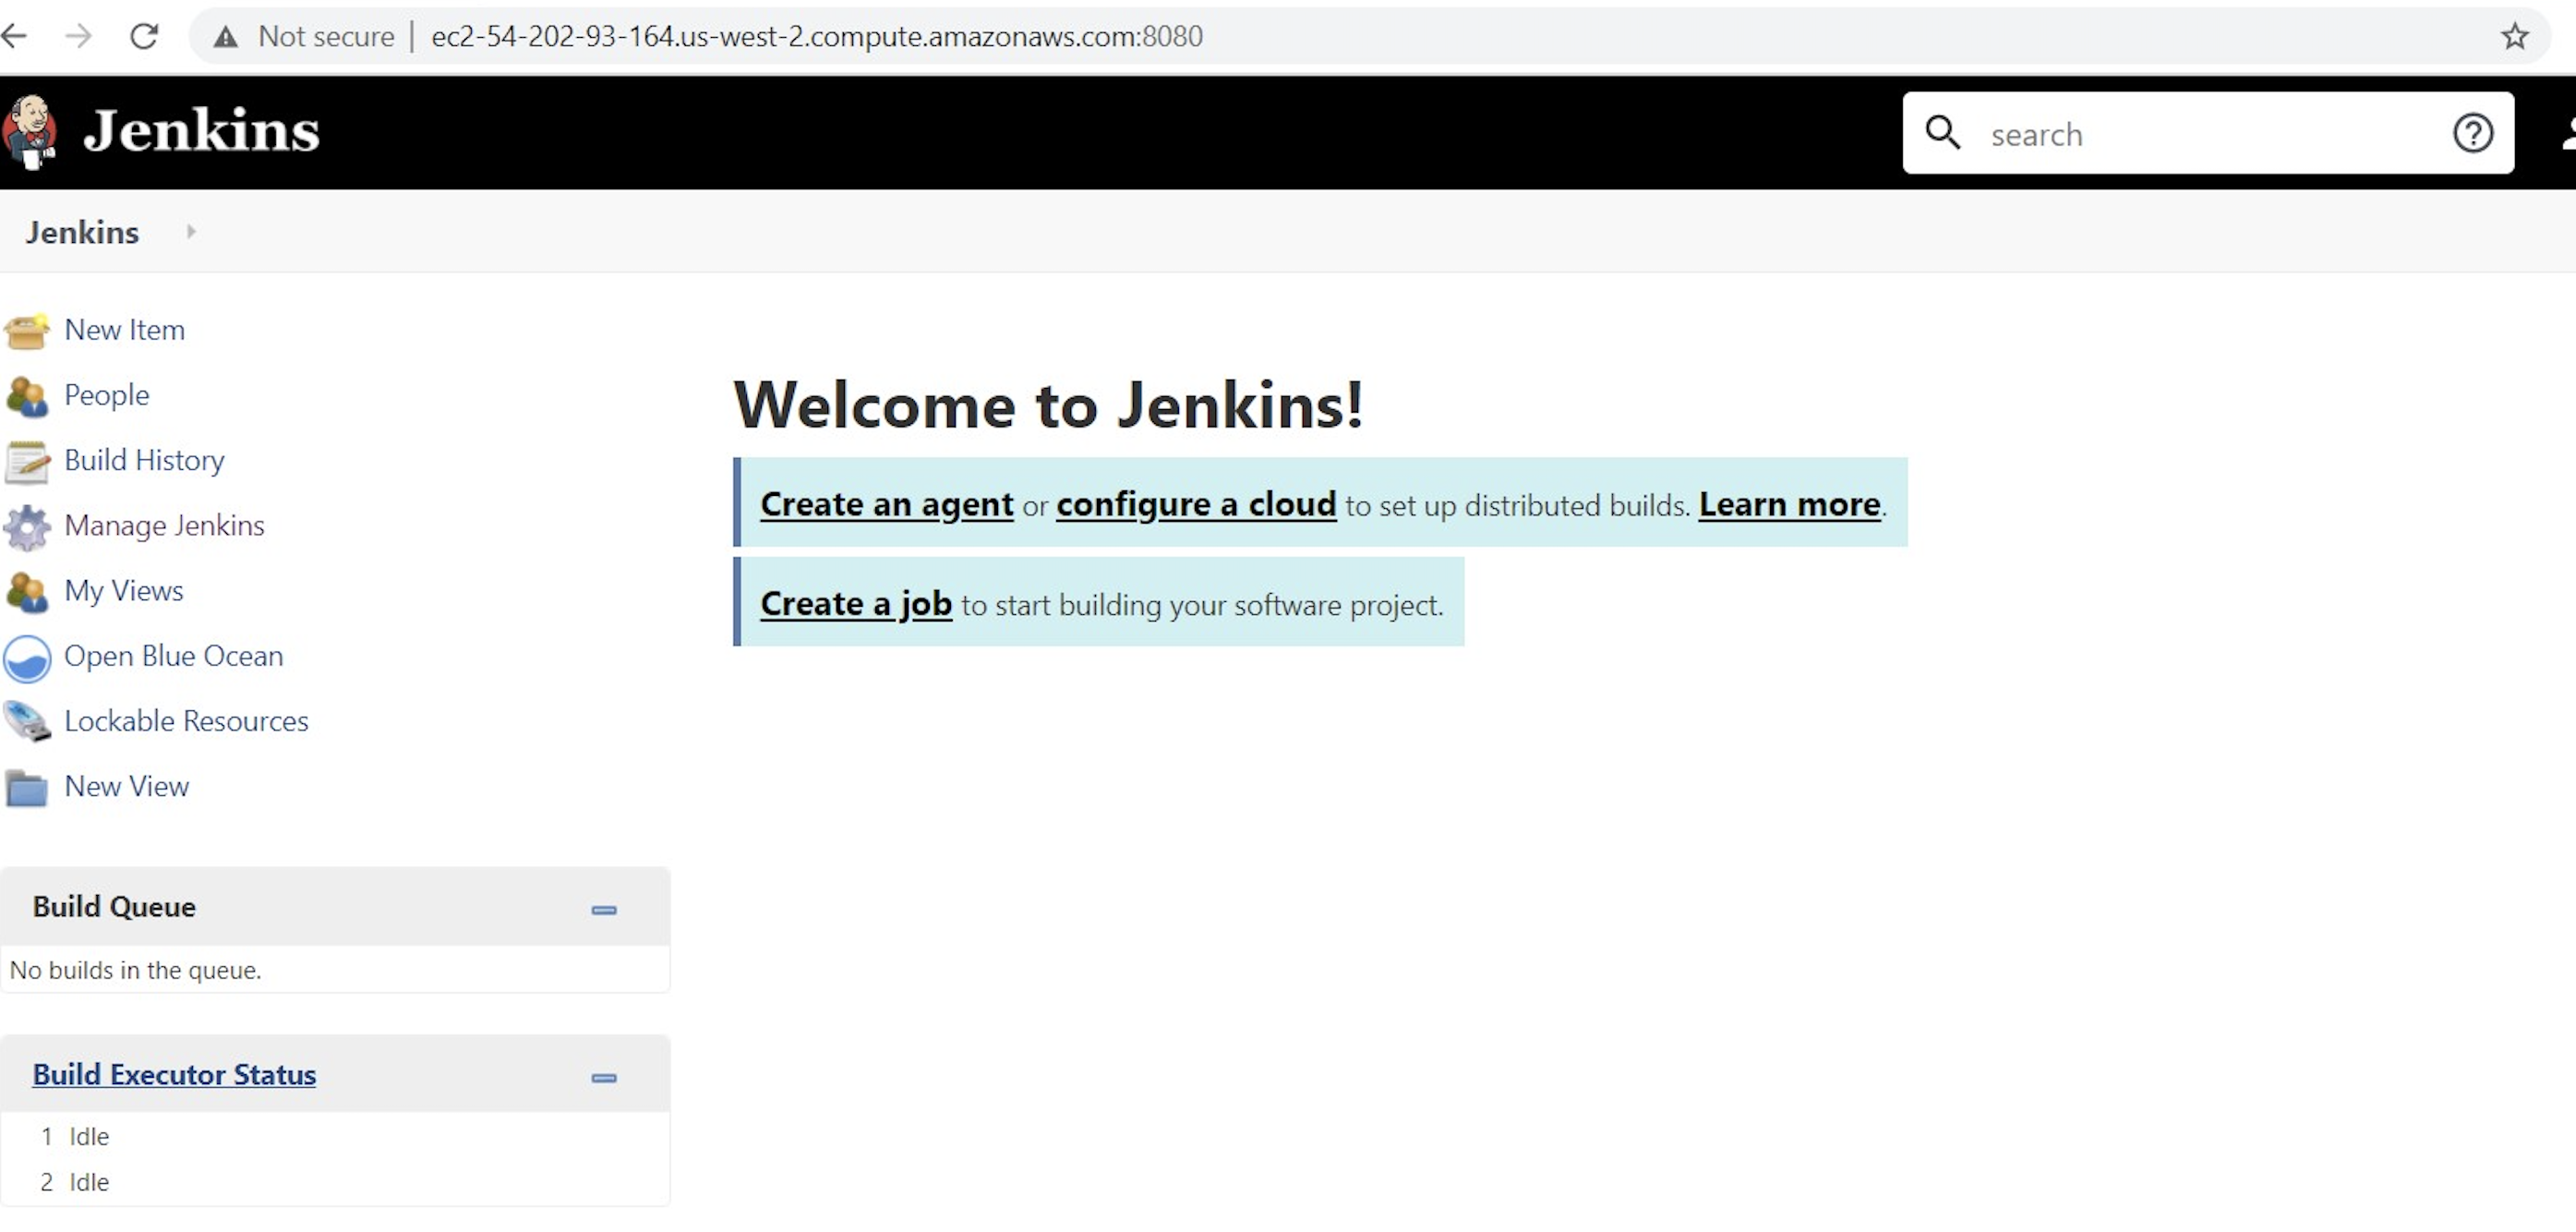 Not secure | ec2-54-202-93-164.us-west-2.compute.amazonaws.com:8080
Jenkins
search
Jenkins
New Item
People
Build History
Manage Jenkins
My Views
Open Blue Ocean
Lockable Resources
New View
Welcome to Jenkins!
Create an agent or configure a cloud to set up distributed builds. Learn more.
Create a job to start building your software project.
Build Queue
No builds in the queue.
Build Executor Status
1 Idle
2 Idle